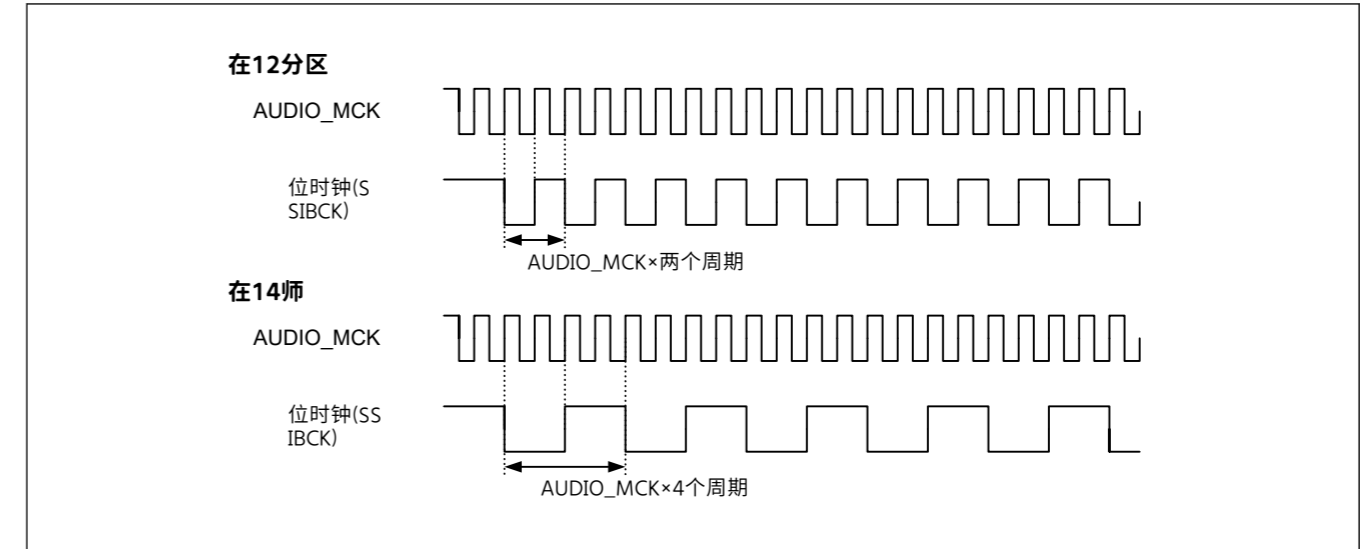 在12分区
AUDIO_MCK
位时钟(S
SIBCK)
AUDIO_MCK×两个周期
在14师
AUDIO_MCK
位时钟(SS
IBCK)
AUDIO_MCK×4个周期